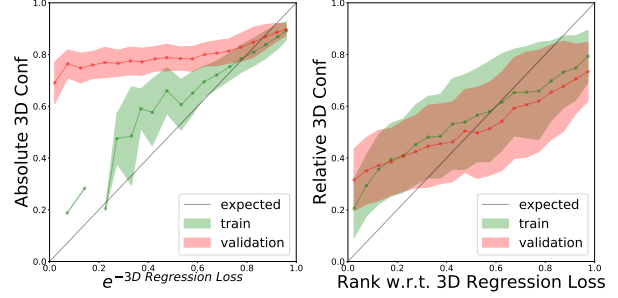 Absolute 3D Conf
1.0
0.8
0.6
0.4
0.2
0.0
0.0 0.2 0.4 0.6 0.8 1.0
e^−3D Regression Loss
expected
train
validation
Relative 3D Conf
1.0
0.8
0.6
0.4
0.2
0.0
0.0 0.2 0.4 0.6 0.8 1.0
Rank w.r.t. 3D Regression Loss
expected
train
validation